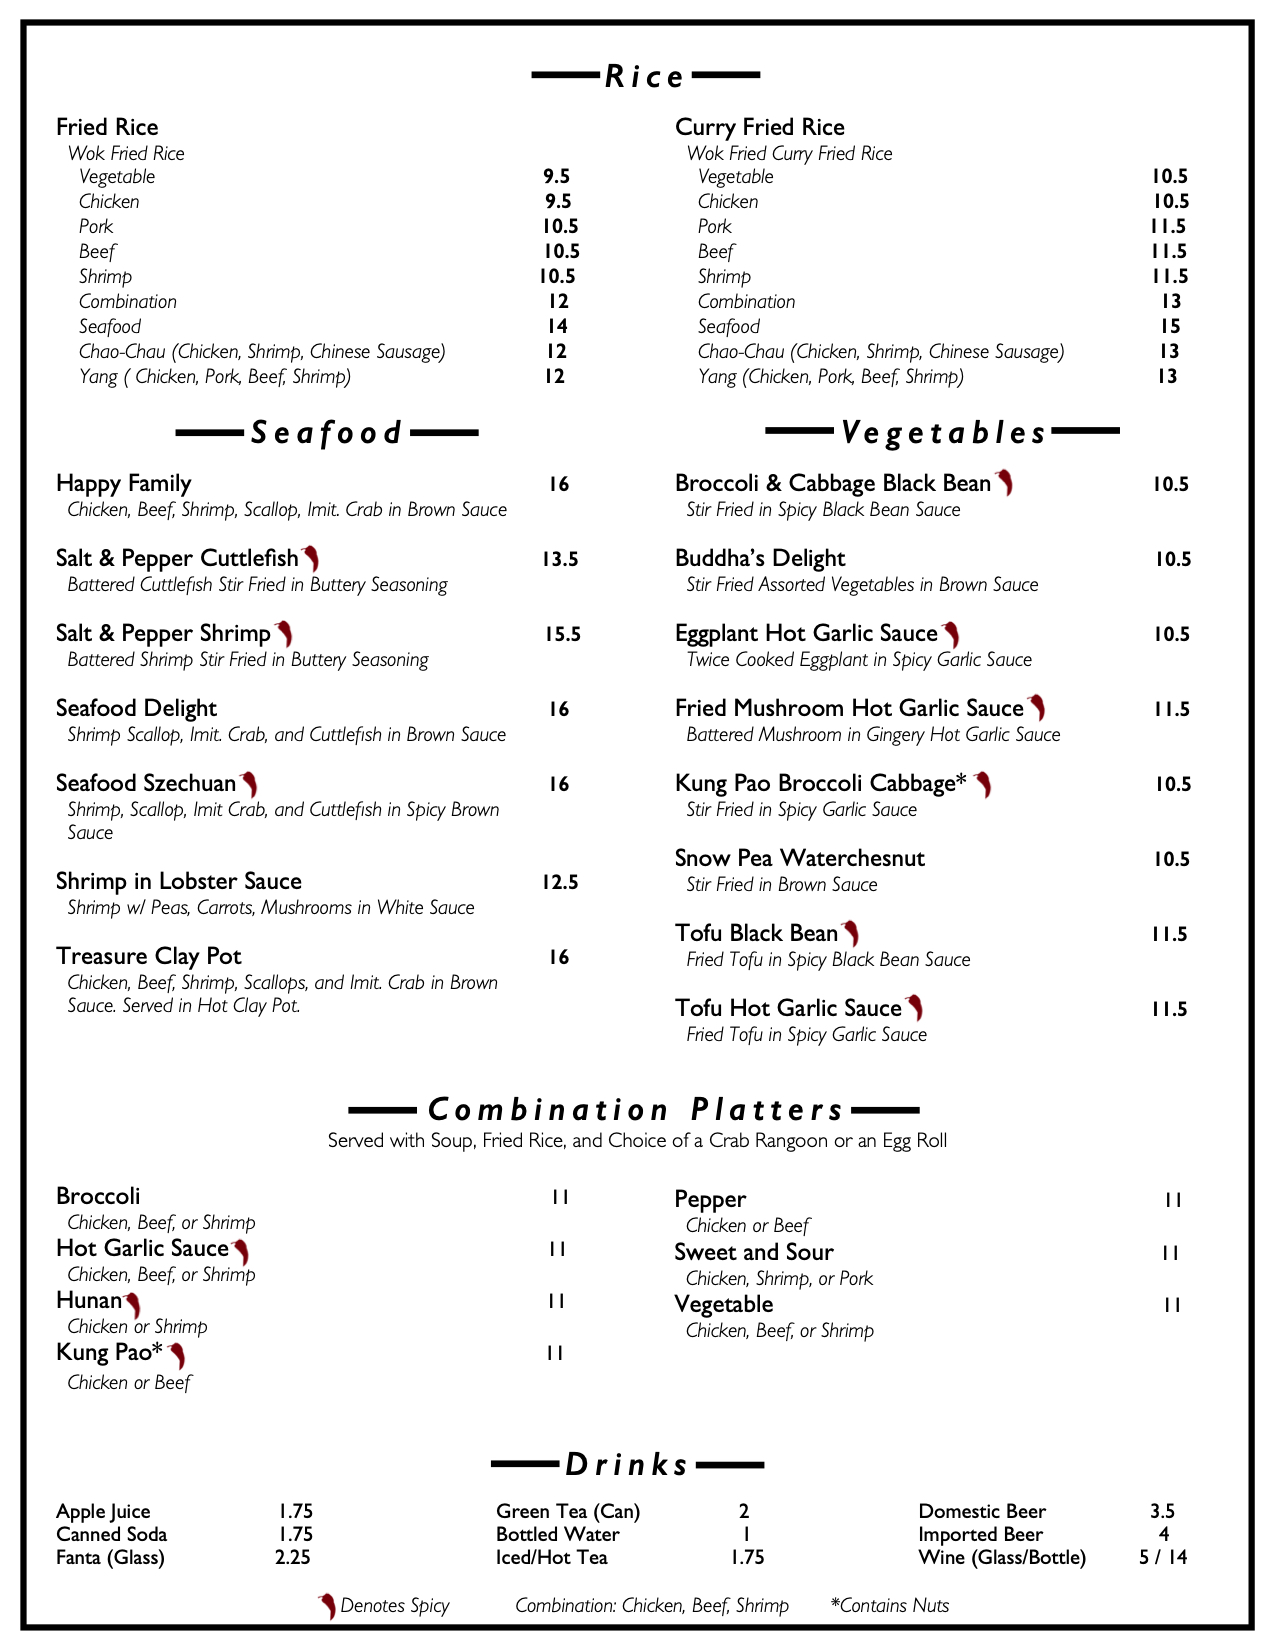 Rice
Fried Rice
Wok Fried Rice
Vegetable 9.5
Chicken 9.5
Pork 10.5
Beef 10.5
Shrimp 10.5
Combination 12
Seafood 14
Chao-Chau (Chicken, Shrimp, Chinese Sausage) 12
Yang ( Chicken, Pork, Beef, Shrimp) 12
Curry Fried Rice
Wok Fried Curry Fried Rice
Vegetable 10.5
Chicken 10.5
Pork 11.5
Beef 11.5
Shrimp 11.5
Combination 13
Seafood 15
Chao-Chau (Chicken, Shrimp, Chinese Sausage) 13
Yang (Chicken, Pork, Beef, Shrimp) 13
Seafood
Happy Family 16
Chicken, Beef, Shrimp, Scallop, Imit. Crab in Brown Sauce
Salt & Pepper Cuttlefish 13.5
Battered Cuttlefish Stir Fried in Buttery Seasoning
Salt & Pepper Shrimp 15.5
Battered Shrimp Stir Fried in Buttery Seasoning
Seafood Delight 16
Shrimp Scallop, Imit. Crab, and Cuttlefish in Brown Sauce
Seafood Szechuan 16
Shrimp, Scallop, Imit Crab, and Cuttlefish in Spicy Brown
Sauce
Shrimp in Lobster Sauce 12.5
Shrimp w/ Peas, Carrots, Mushrooms in White Sauce
Treasure Clay Pot 16
Chicken, Beef, Shrimp, Scallops, and Imit. Crab in Brown
Sauce. Served in Hot Clay Pot.
Vegetables
Broccoli & Cabbage Black Bean 10.5
Stir Fried in Spicy Black Bean Sauce
Buddha's Delight 10.5
Stir Fried Assorted Vegetables in Brown Sauce
Eggplant Hot Garlic Sauce 10.5
Twice Cooked Eggplant in Spicy Garlic Sauce
Fried Mushroom Hot Garlic Sauce 11.5
Battered Mushroom in Gingery Hot Garlic Sauce
Kung Pao Broccoli Cabbage* 10.5
Stir Fried in Spicy Garlic Sauce
Snow Pea Waterchesnut 10.5
Stir Fried in Brown Sauce
Tofu Black Bean 11.5
Fried Tofu in Spicy Black Bean Sauce
Tofu Hot Garlic Sauce 11.5
Fried Tofu in Spicy Garlic Sauce
Combination Platters
Served with Soup, Fried Rice, and Choice of a Crab Rangoon or an Egg Roll
Broccoli 11
Chicken, Beef, or Shrimp
Hot Garlic Sauce 11
Chicken, Beef, or Shrimp
Hunan 11
Chicken or Shrimp
Kung Pao* 11
Chicken or Beef
Pepper 11
Chicken or Beef
Sweet and Sour 11
Chicken, Shrimp, or Pork
Vegetable 11
Chicken, Beef, or Shrimp
Drinks
Apple Juice 1.75
Canned Soda 1.75
Fanta (Glass) 2.25
Green Tea (Can) 2
Bottled Water 1
Iced/Hot Tea 1.75
Domestic Beer 3.5
Imported Beer 4
Wine (Glass/Bottle) 5 / 14
Denotes Spicy Combination: Chicken, Beef, Shrimp *Contains Nuts